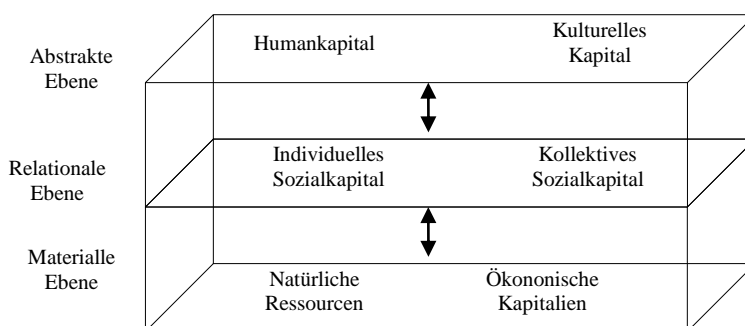 Abstrakte
Ebene
Humankapital
Kulturelles
Kapital
Relationale
Ebene
Individuelles
Sozialkapital
Kollektives
Sozialkapital
Materialle
Ebene
Natürliche
Ressourcen
Ökononische
Kapitalien